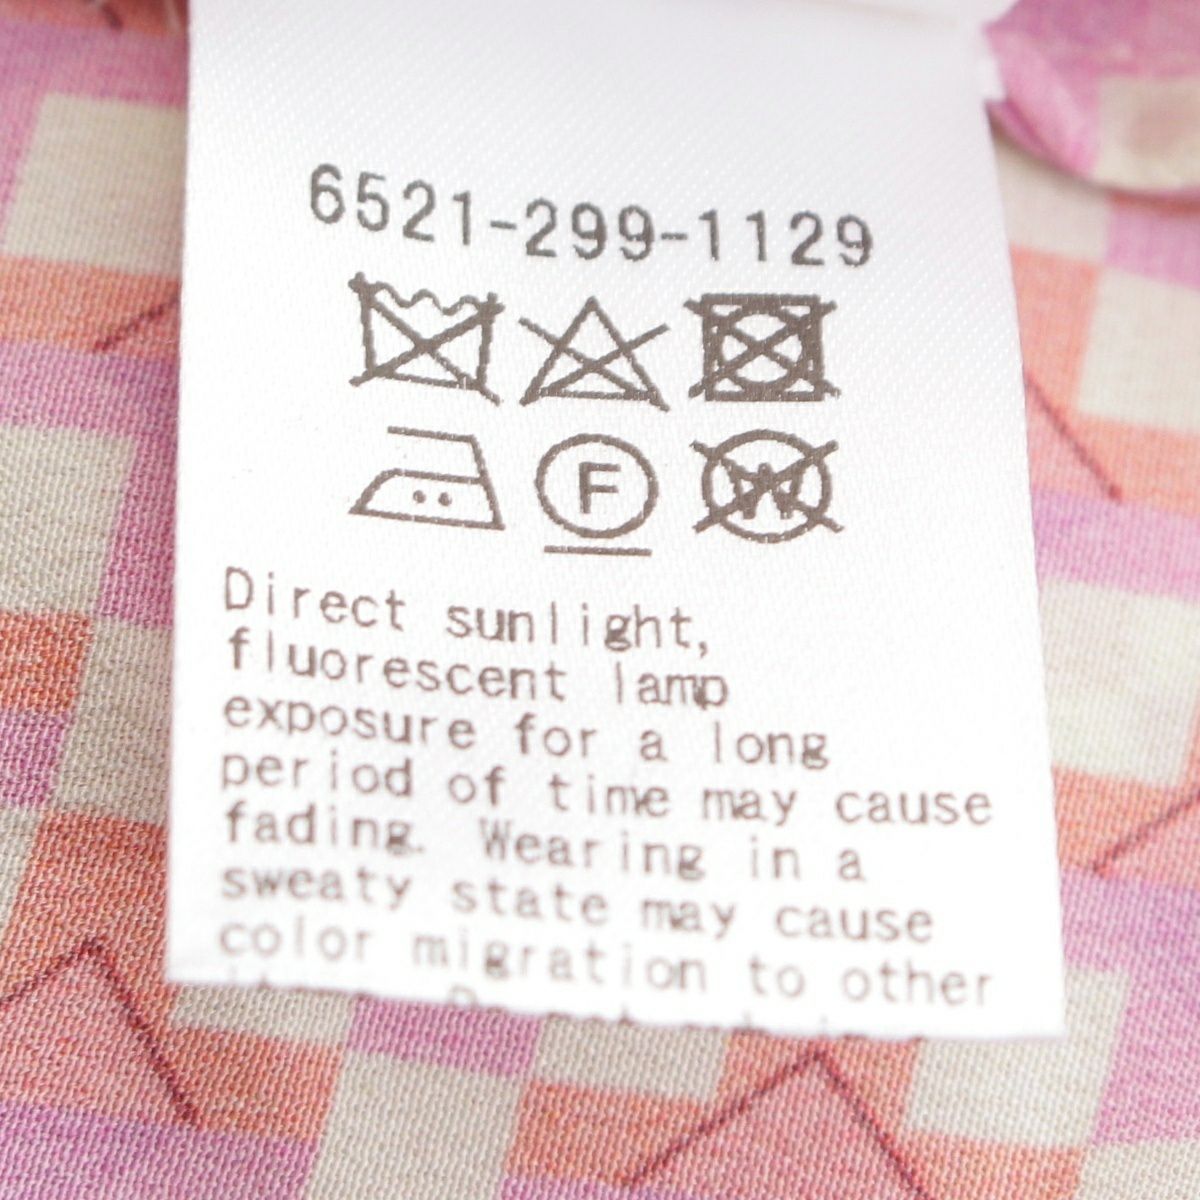 6521-299-1129
F
W
Direct sunlight,
fluorescent lamp
exposure for a long
period of time may cause
fading. Wearing in a
sweaty state may cause
color migration to other